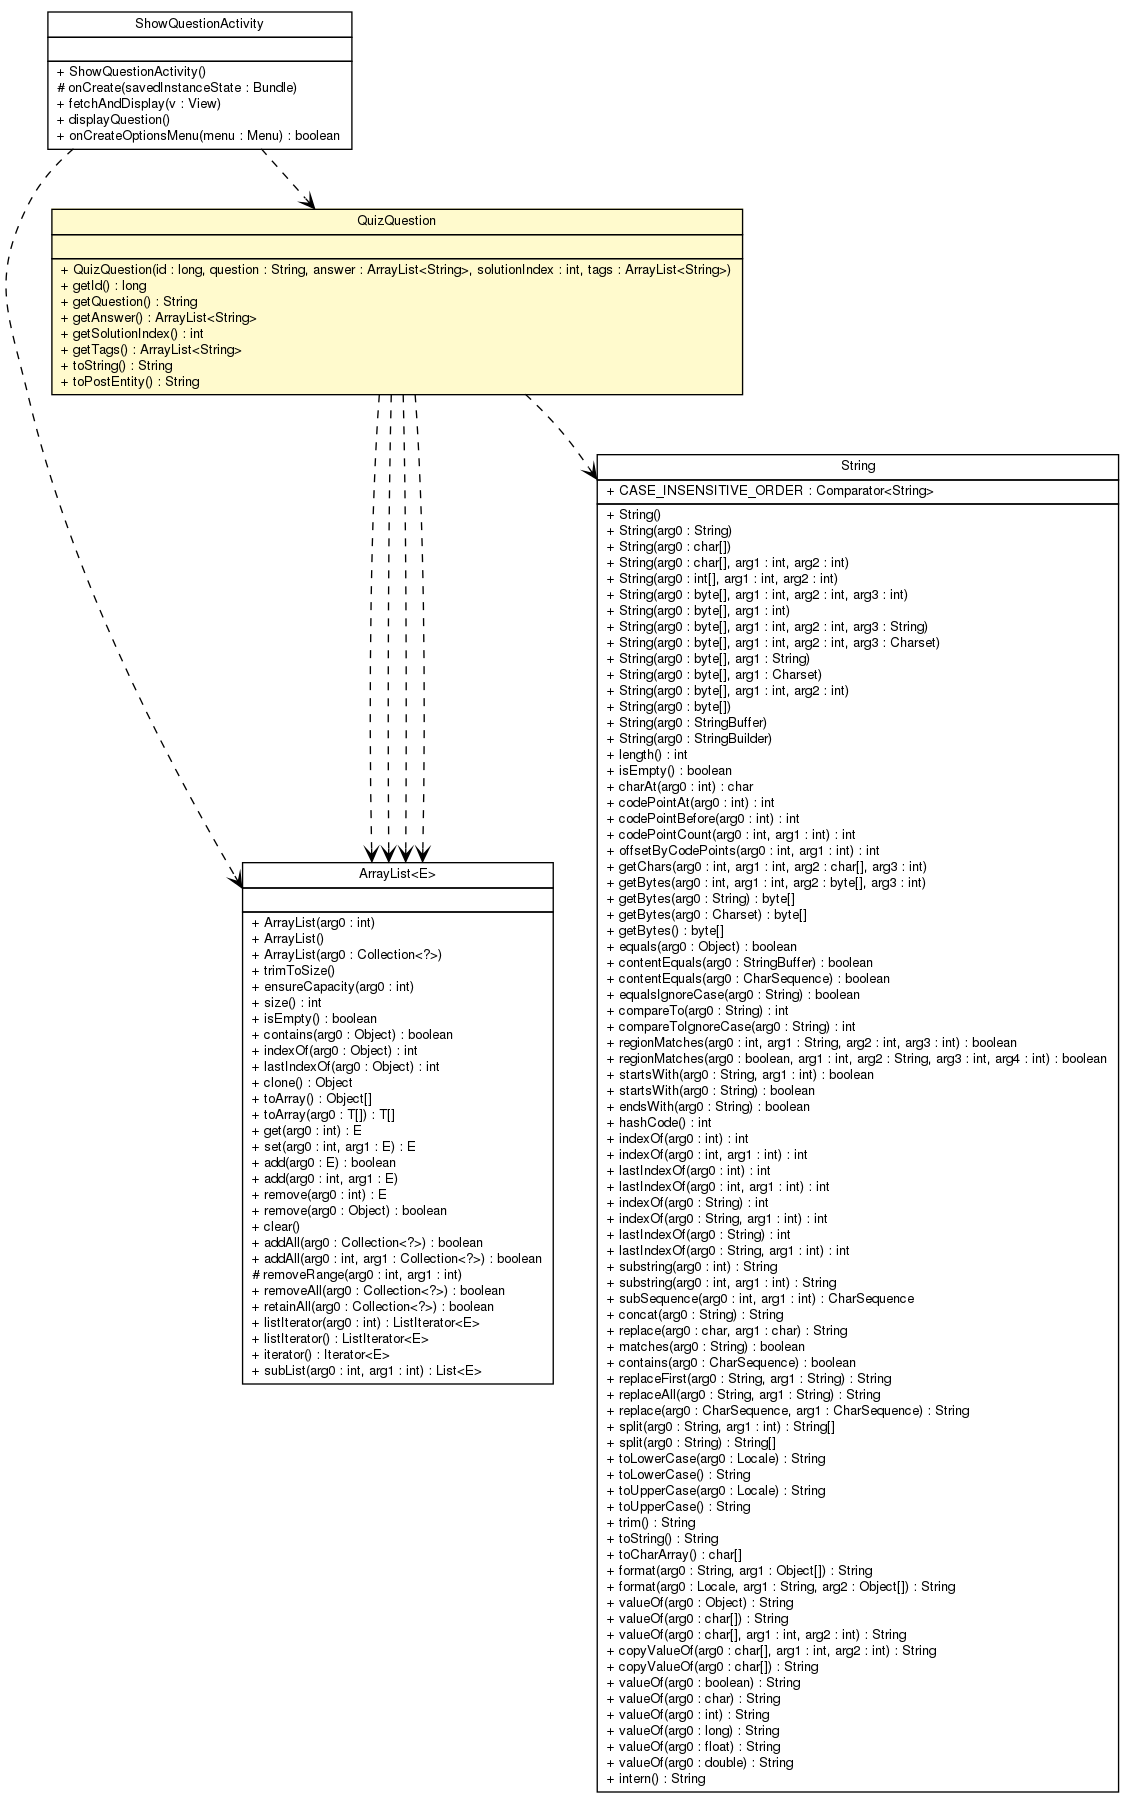 ShowQuestionActivity
+ ShowQuestionActivity()
# onCreate(savedInstanceState : Bundle)
+ fetchAndDisplay(v : View)
+ displayQuestion()
+ onCreateOptionsMenu(menu : Menu) : boolean
QuizQuestion
+ QuizQuestion(id : long, question : String, answer : ArrayList<String>, solutionIndex : int, tags : ArrayList<String>)
+ getId() : long
+ getQuestion() : String
+ getAnswer() : ArrayList<String>
+ getSolutionIndex() : int
+ getTags() : ArrayList<String>
+ toString() : String
+ toPostEntity() : String
ArrayList<E>
+ ArrayList(arg0 : int)
+ ArrayList()
+ ArrayList(arg0 : Collection<?>)
+ trimToSize()
+ ensureCapacity(arg0 : int)
+ size() : int
+ isEmpty() : boolean
+ contains(arg0 : Object) : boolean
+ indexOf(arg0 : Object) : int
+ lastIndexOf(arg0 : Object) : int
+ clone() : Object
+ toArray() : Object[]
+ toArray(arg0 : T[]) : T[]
+ get(arg0 : int) : E
+ set(arg0 : int, arg1 : E) : E
+ add(arg0 : E) : boolean
+ add(arg0 : int, arg1 : E)
+ remove(arg0 : int) : E
+ remove(arg0 : Object) : boolean
+ clear()
+ addAll(arg0 : Collection<?>) : boolean
+ addAll(arg0 : int, arg1 : Collection<?>) : boolean
# removeRange(arg0 : int, arg1 : int)
+ removeAll(arg0 : Collection<?>) : boolean
+ retainAll(arg0 : Collection<?>) : boolean
+ listIterator(arg0 : int) : ListIterator<E>
+ listIterator() : ListIterator<E>
+ iterator() : Iterator<E>
+ subList(arg0 : int, arg1 : int) : List<E>
String
+ CASE_INSENSITIVE_ORDER : Comparator<String>
+ String()
+ String(arg0 : String)
+ String(arg0 : char[])
+ String(arg0 : char[], arg1 : int, arg2 : int)
+ String(arg0 : int[], arg1 : int, arg2 : int)
+ String(arg0 : byte[], arg1 : int, arg2 : int, arg3 : int)
+ String(arg0 : byte[], arg1 : int)
+ String(arg0 : byte[], arg1 : int, arg2 : int, arg3 : String)
+ String(arg0 : byte[], arg1 : int, arg2 : int, arg3 : Charset)
+ String(arg0 : byte[], arg1 : String)
+ String(arg0 : byte[], arg1 : Charset)
+ String(arg0 : byte[], arg1 : int, arg2 : int)
+ String(arg0 : byte[])
+ String(arg0 : StringBuffer)
+ String(arg0 : StringBuilder)
+ length() : int
+ isEmpty() : boolean
+ charAt(arg0 : int) : char
+ codePointAt(arg0 : int) : int
+ codePointBefore(arg0 : int) : int
+ codePointCount(arg0 : int, arg1 : int) : int
+ offsetByCodePoints(arg0 : int, arg1 : int) : int
+ getChars(arg0 : int, arg1 : int, arg2 : char[], arg3 : int)
+ getBytes(arg0 : int, arg1 : int, arg2 : byte[], arg3 : int)
+ getBytes(arg0 : String) : byte[]
+ getBytes(arg0 : Charset) : byte[]
+ getBytes() : byte[]
+ equals(arg0 : Object) : boolean
+ contentEquals(arg0 : StringBuffer) : boolean
+ contentEquals(arg0 : CharSequence) : boolean
+ equalsIgnoreCase(arg0 : String) : boolean
+ compareTo(arg0 : String) : int
+ compareToIgnoreCase(arg0 : String) : int
+ regionMatches(arg0 : int, arg1 : String, arg2 : int, arg3 : int) : boolean
+ regionMatches(arg0 : boolean, arg1 : int, arg2 : String, arg3 : int, arg4 : int) : boolean
+ startsWith(arg0 : String, arg1 : int) : boolean
+ startsWith(arg0 : String) : boolean
+ endsWith(arg0 : String) : boolean
+ hashCode() : int
+ indexOf(arg0 : int) : int
+ indexOf(arg0 : int, arg1 : int) : int
+ lastIndexOf(arg0 : int) : int
+ lastIndexOf(arg0 : int, arg1 : int) : int
+ indexOf(arg0 : String) : int
+ indexOf(arg0 : String, arg1 : int) : int
+ lastIndexOf(arg0 : String) : int
+ lastIndexOf(arg0 : String, arg1 : int) : int
+ substring(arg0 : int) : String
+ substring(arg0 : int, arg1 : int) : String
+ subSequence(arg0 : int, arg1 : int) : CharSequence
+ concat(arg0 : String) : String
+ replace(arg0 : char, arg1 : char) : String
+ matches(arg0 : String) : boolean
+ contains(arg0 : CharSequence) : boolean
+ replaceFirst(arg0 : String, arg1 : String) : String
+ replaceAll(arg0 : String, arg1 : String) : String
+ replace(arg0 : CharSequence, arg1 : CharSequence) : String
+ split(arg0 : String, arg1 : int) : String[]
+ split(arg0 : String) : String[]
+ toLowerCase(arg0 : Locale) : String
+ toLowerCase() : String
+ toUpperCase(arg0 : Locale) : String
+ toUpperCase() : String
+ trim() : String
+ toString() : String
+ toCharArray() : char[]
+ format(arg0 : String, arg1 : Object[]) : String
+ format(arg0 : Locale, arg1 : String, arg2 : Object[]) : String
+ valueOf(arg0 : Object) : String
+ valueOf(arg0 : char[]) : String
+ valueOf(arg0 : char[], arg1 : int, arg2 : int) : String
+ copyValueOf(arg0 : char[], arg1 : int, arg2 : int) : String
+ copyValueOf(arg0 : char[]) : String
+ valueOf(arg0 : boolean) : String
+ valueOf(arg0 : char) : String
+ valueOf(arg0 : int) : String
+ valueOf(arg0 : long) : String
+ valueOf(arg0 : float) : String
+ valueOf(arg0 : double) : String
+ intern() : String